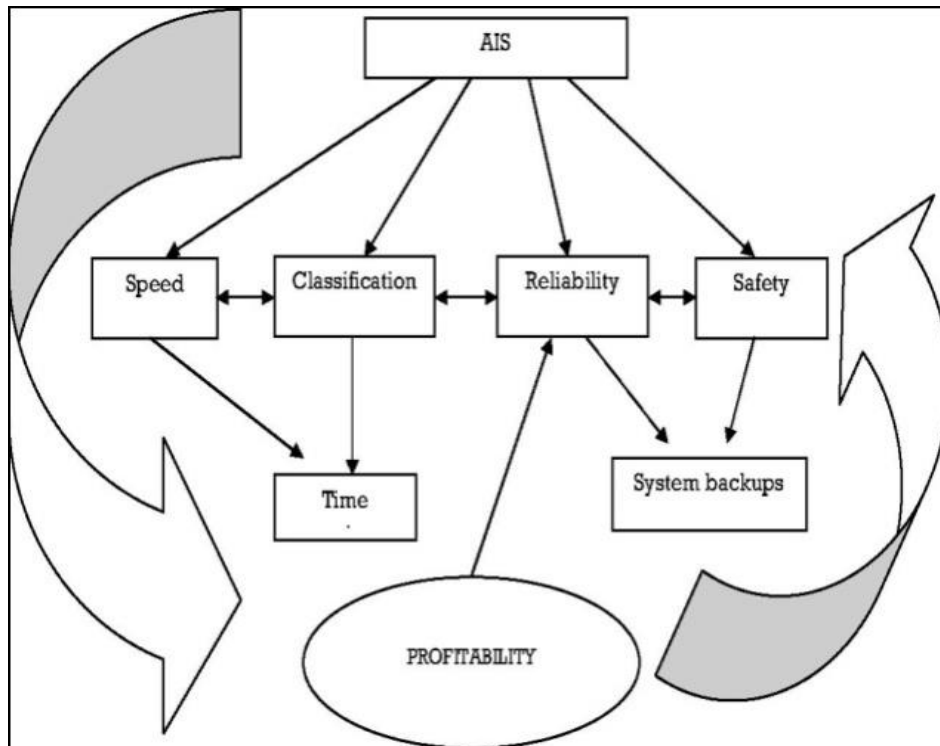 AIS
Speed
Classification
Reliability
Safety
Time
.
System backups
PROFITABILITY